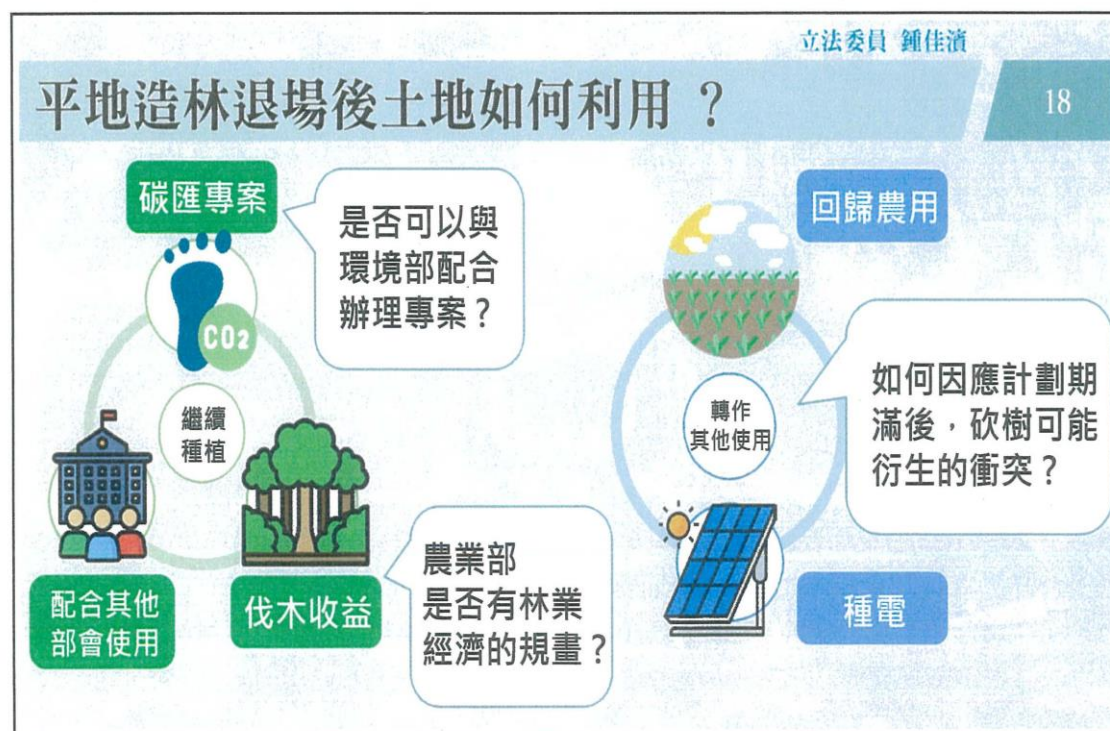 立法委員 鍾佳濱
平地造林退場後土地如何利用 ?
18
碳匯專案
是否可以與
環境部配合
辦理專案?
CO2
繼續
種植
配合其他
部會使用
伐木收益
農業部
是否有林業
經濟的規畫?
回歸農用
轉作
其他使用
如何因應計劃期
滿後,砍樹可能
衍生的衝突?
種電